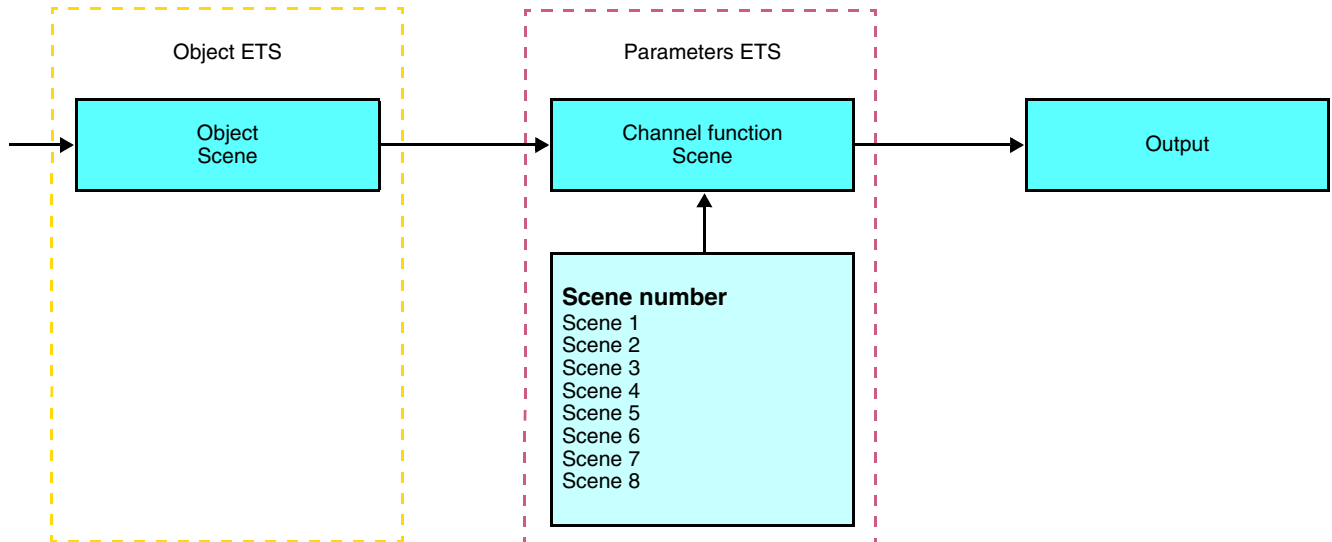 Object ETS
Parameters ETS
Object
Scene
Channel function
Scene
Output
Scene number
Scene 1
Scene 2
Scene 3
Scene 4
Scene 5
Scene 6
Scene 7
Scene 8